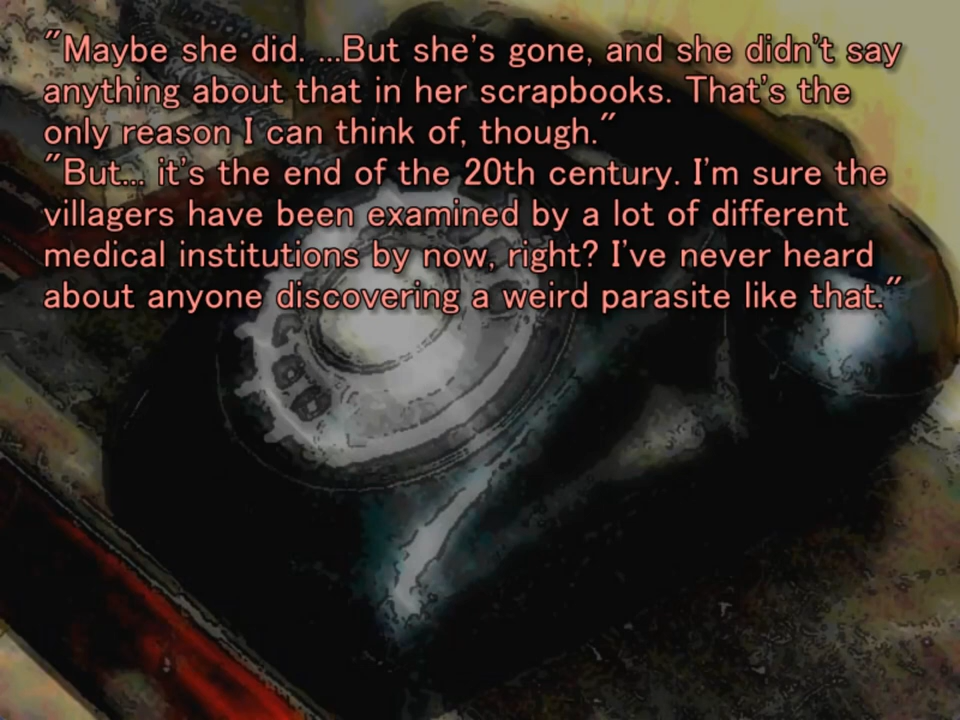 "Maybe she did. ...But she's gone, and she didn't say
anything about that in her scrapbooks. That's the
only reason I can think of, though."
"But... it's the end of the 20th century. I'm sure the
villagers have been examined by a lot of different
medical institutions by now, right? I've never heard
about anyone discovering a weird parasite like that."